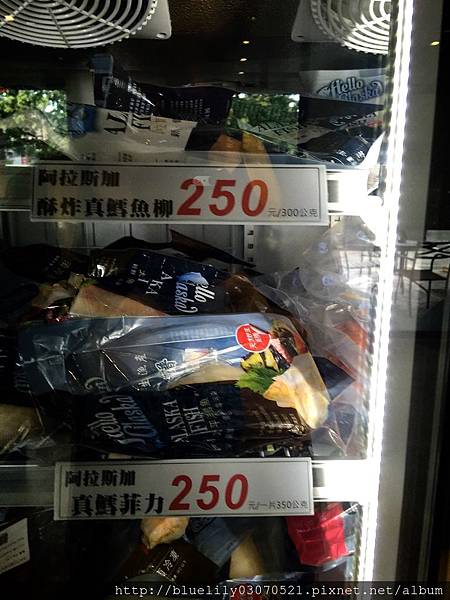 Hello
Alaska
阿拉斯加
酥炸真鱈魚柳 250 元/300公克
Hello
Alaska
Hello
Alaska
ALASKA
FISH
阿拉斯加
真鱈菲力 250 元/一片350公克
http://bluelily03070521.pixnet.net/album